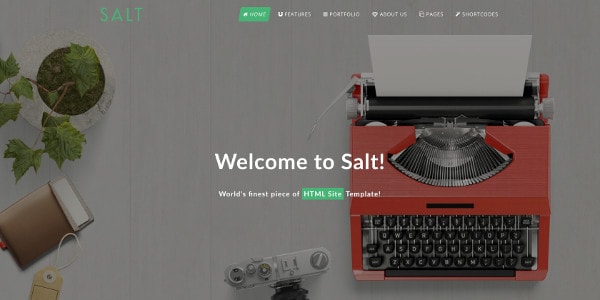 SALT
HOME FEATURES PORTFOLIO ABOUT US PAGES SHORTCODES
Welcome to Salt!
World's finest piece of HTML Site Template!